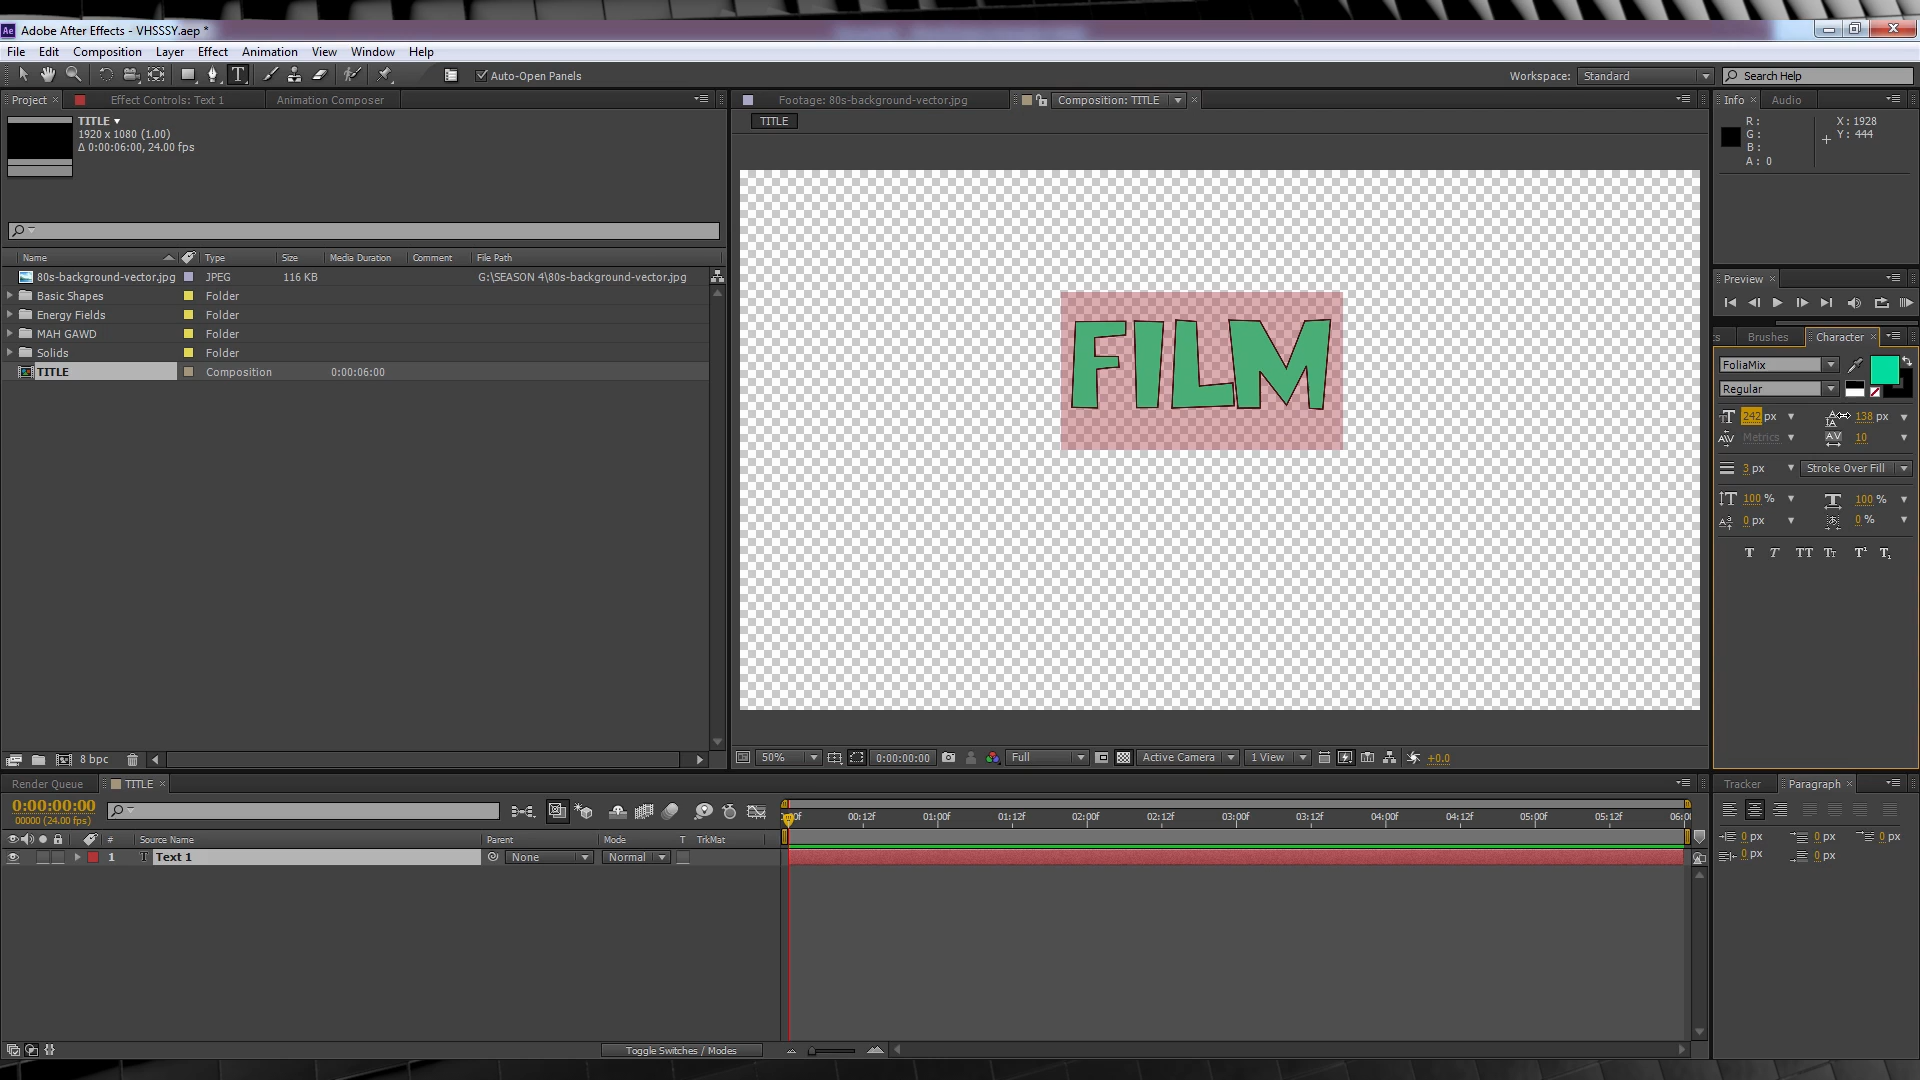 Adobe After Effects - VHSSSY.aep *
File Edit Composition Layer Effect Animation View Window Help
Auto-Open Panels
Workspace: Standard
Search Help
Project
Effect Controls: Text 1
Animation Composer
TITLE
1920 x 1080 (1.00)
Δ 0:00:06:00, 24.00 fps
Name Type Size Media Duration Comment File Path
80s-background-vector.jpg JPEG 116 KB G:\SEASON 4\80s-background-vector.jpg
Basic Shapes Folder
Energy Fields Folder
MAH GAWD Folder
Solids Folder
TITLE Composition 0:00:06:00
8 bpc
Footage: 80s-background-vector.jpg
Composition: TITLE
TITLE
FILM
50% 0:00:00:00 Full Active Camera 1 View +0.0
Info Audio
R :
G :
B :
A : 0
X : 1928
Y : 444
Preview
Brushes Character
FoliaMix
Regular
242 px 138 px
Metrics 10
3 px Stroke Over Fill
100 % 100 %
0 px 0 %
T T TT Tт T¹ T₁
Render Queue TITLE
0:00:00:00
00000 (24.00 fps)
# Source Name Parent Mode T TrkMat
1 T Text 1 None Normal
00:12f 01:00f 01:12f 02:00f 02:12f 03:00f 03:12f 04:00f 04:12f 05:00f 05:12f
Toggle Switches / Modes
Tracker Paragraph
0 px 0 px 0 px
0 px 0 px